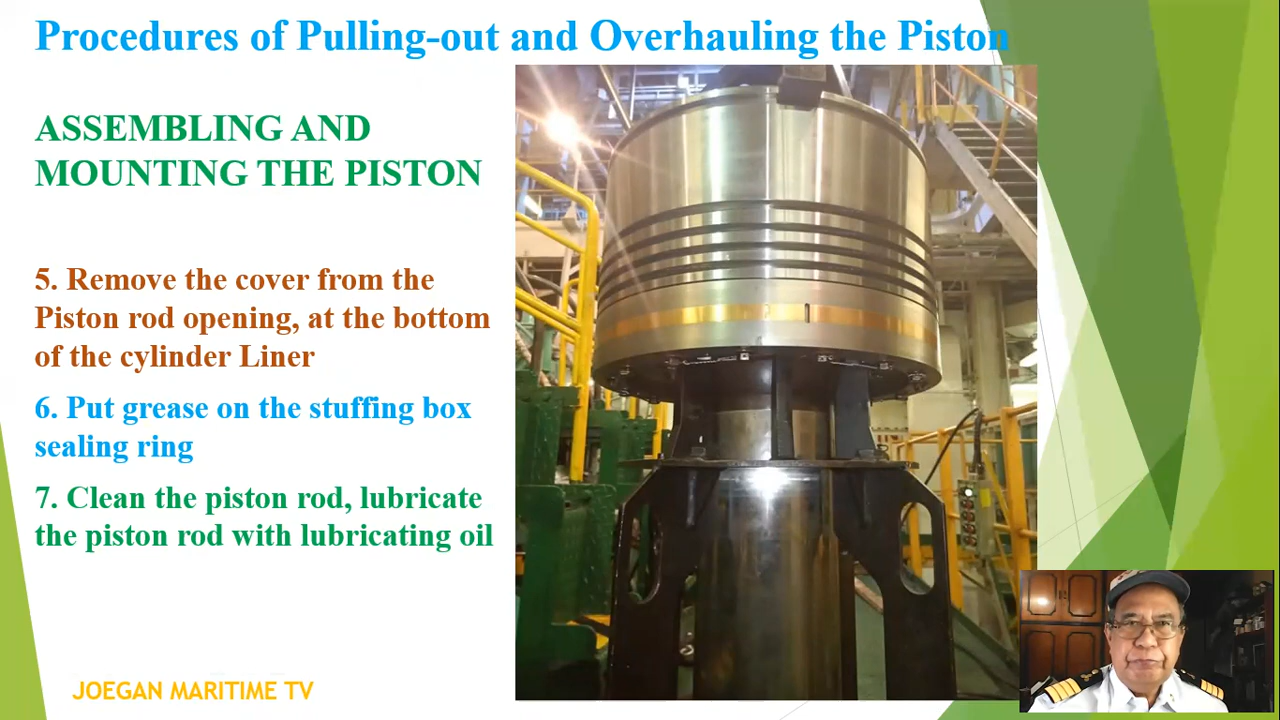 Procedures of Pulling-out and Overhauling the Piston
ASSEMBLING AND
MOUNTING THE PISTON
5. Remove the cover from the
Piston rod opening, at the bottom
of the cylinder Liner
6. Put grease on the stuffing box
sealing ring
7. Clean the piston rod, lubricate
the piston rod with lubricating oil
JOEGAN MARITIME TV